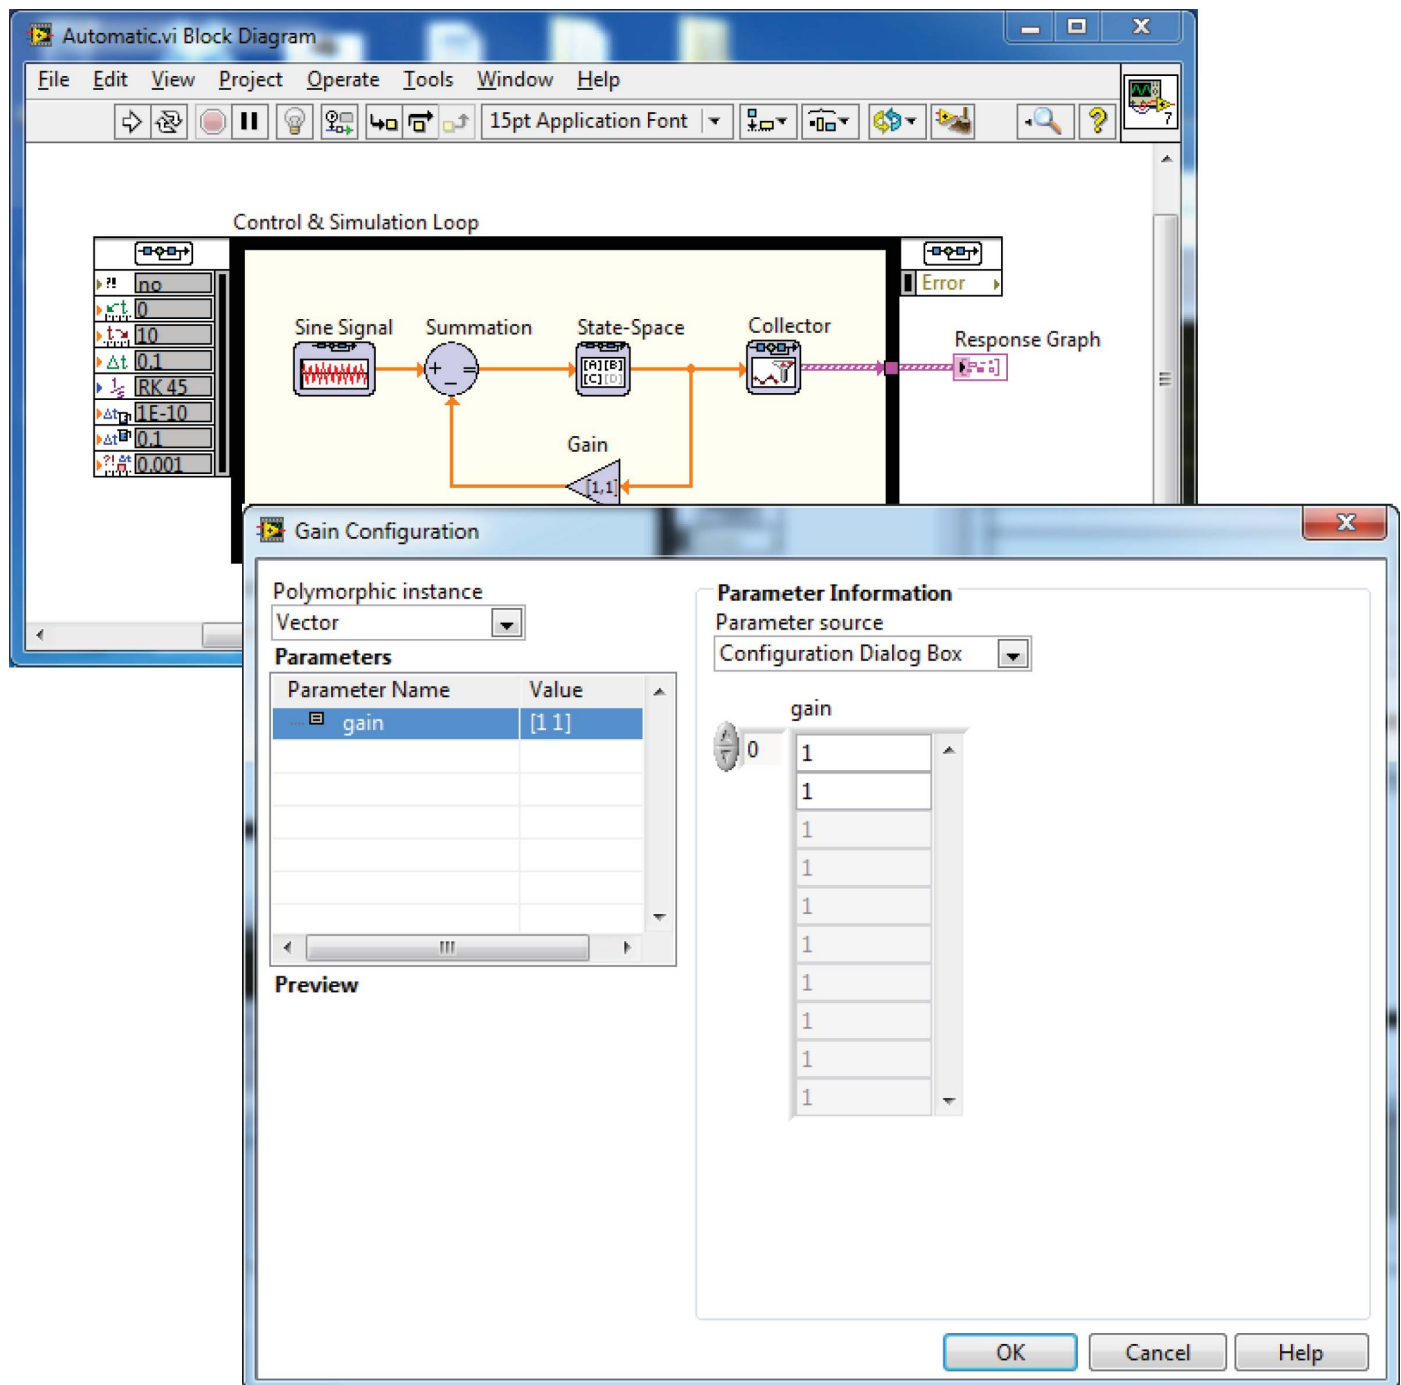 Automatic.vi Block Diagram
File Edit View Project Operate Tools Window Help
15pt Application Font
7
Control & Simulation Loop
no
0
10
0.1
RK 45
1E-10
0.1
0.001
Error
Sine Signal Summation State-Space Collector
Response Graph
[A][B]
[C][D]
Gain
[1,1]
Gain Configuration
Polymorphic instance
Vector
Parameters
Parameter Name Value
gain [1 1]
Preview
Parameter Information
Parameter source
Configuration Dialog Box
gain
0 1
1
1
1
1
1
1
1
1
1
OK Cancel Help